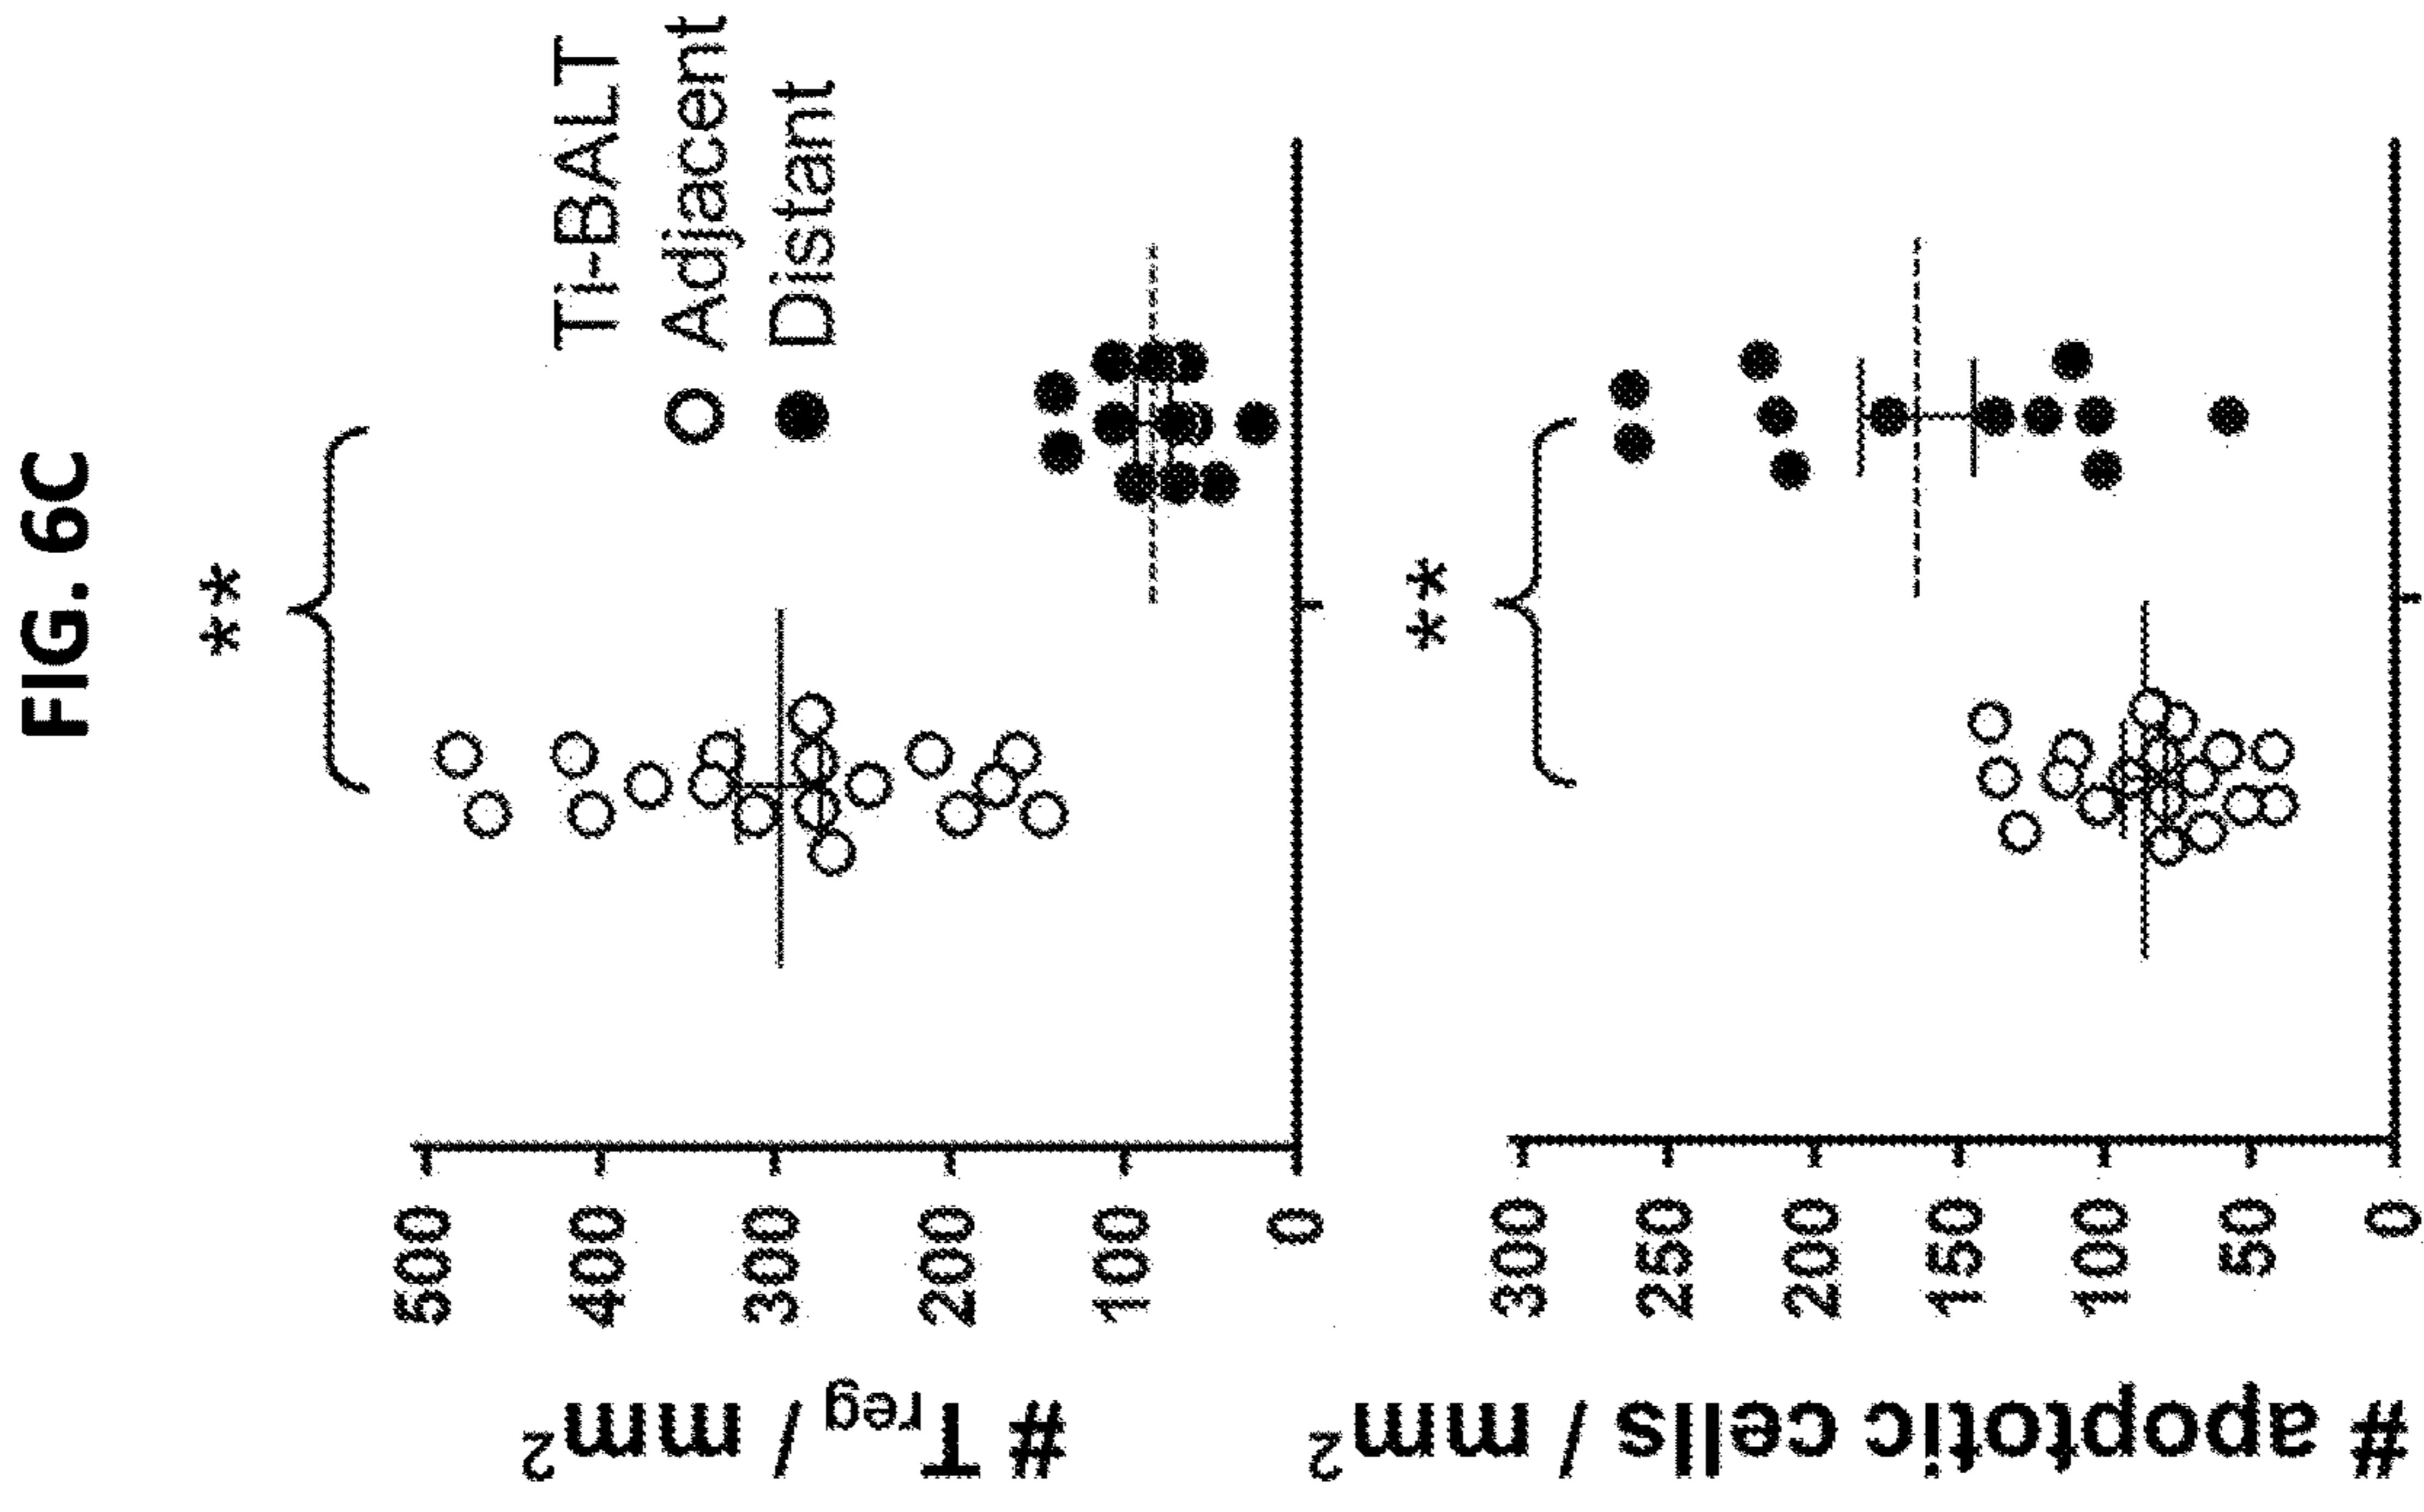 FIG. 6C
**
Ti-BALT
Adjacent
Distant
# Treg / mm²
500
400
300
200
100
0
**
# apoptotic cells / mm²
300
250
200
150
100
50
0